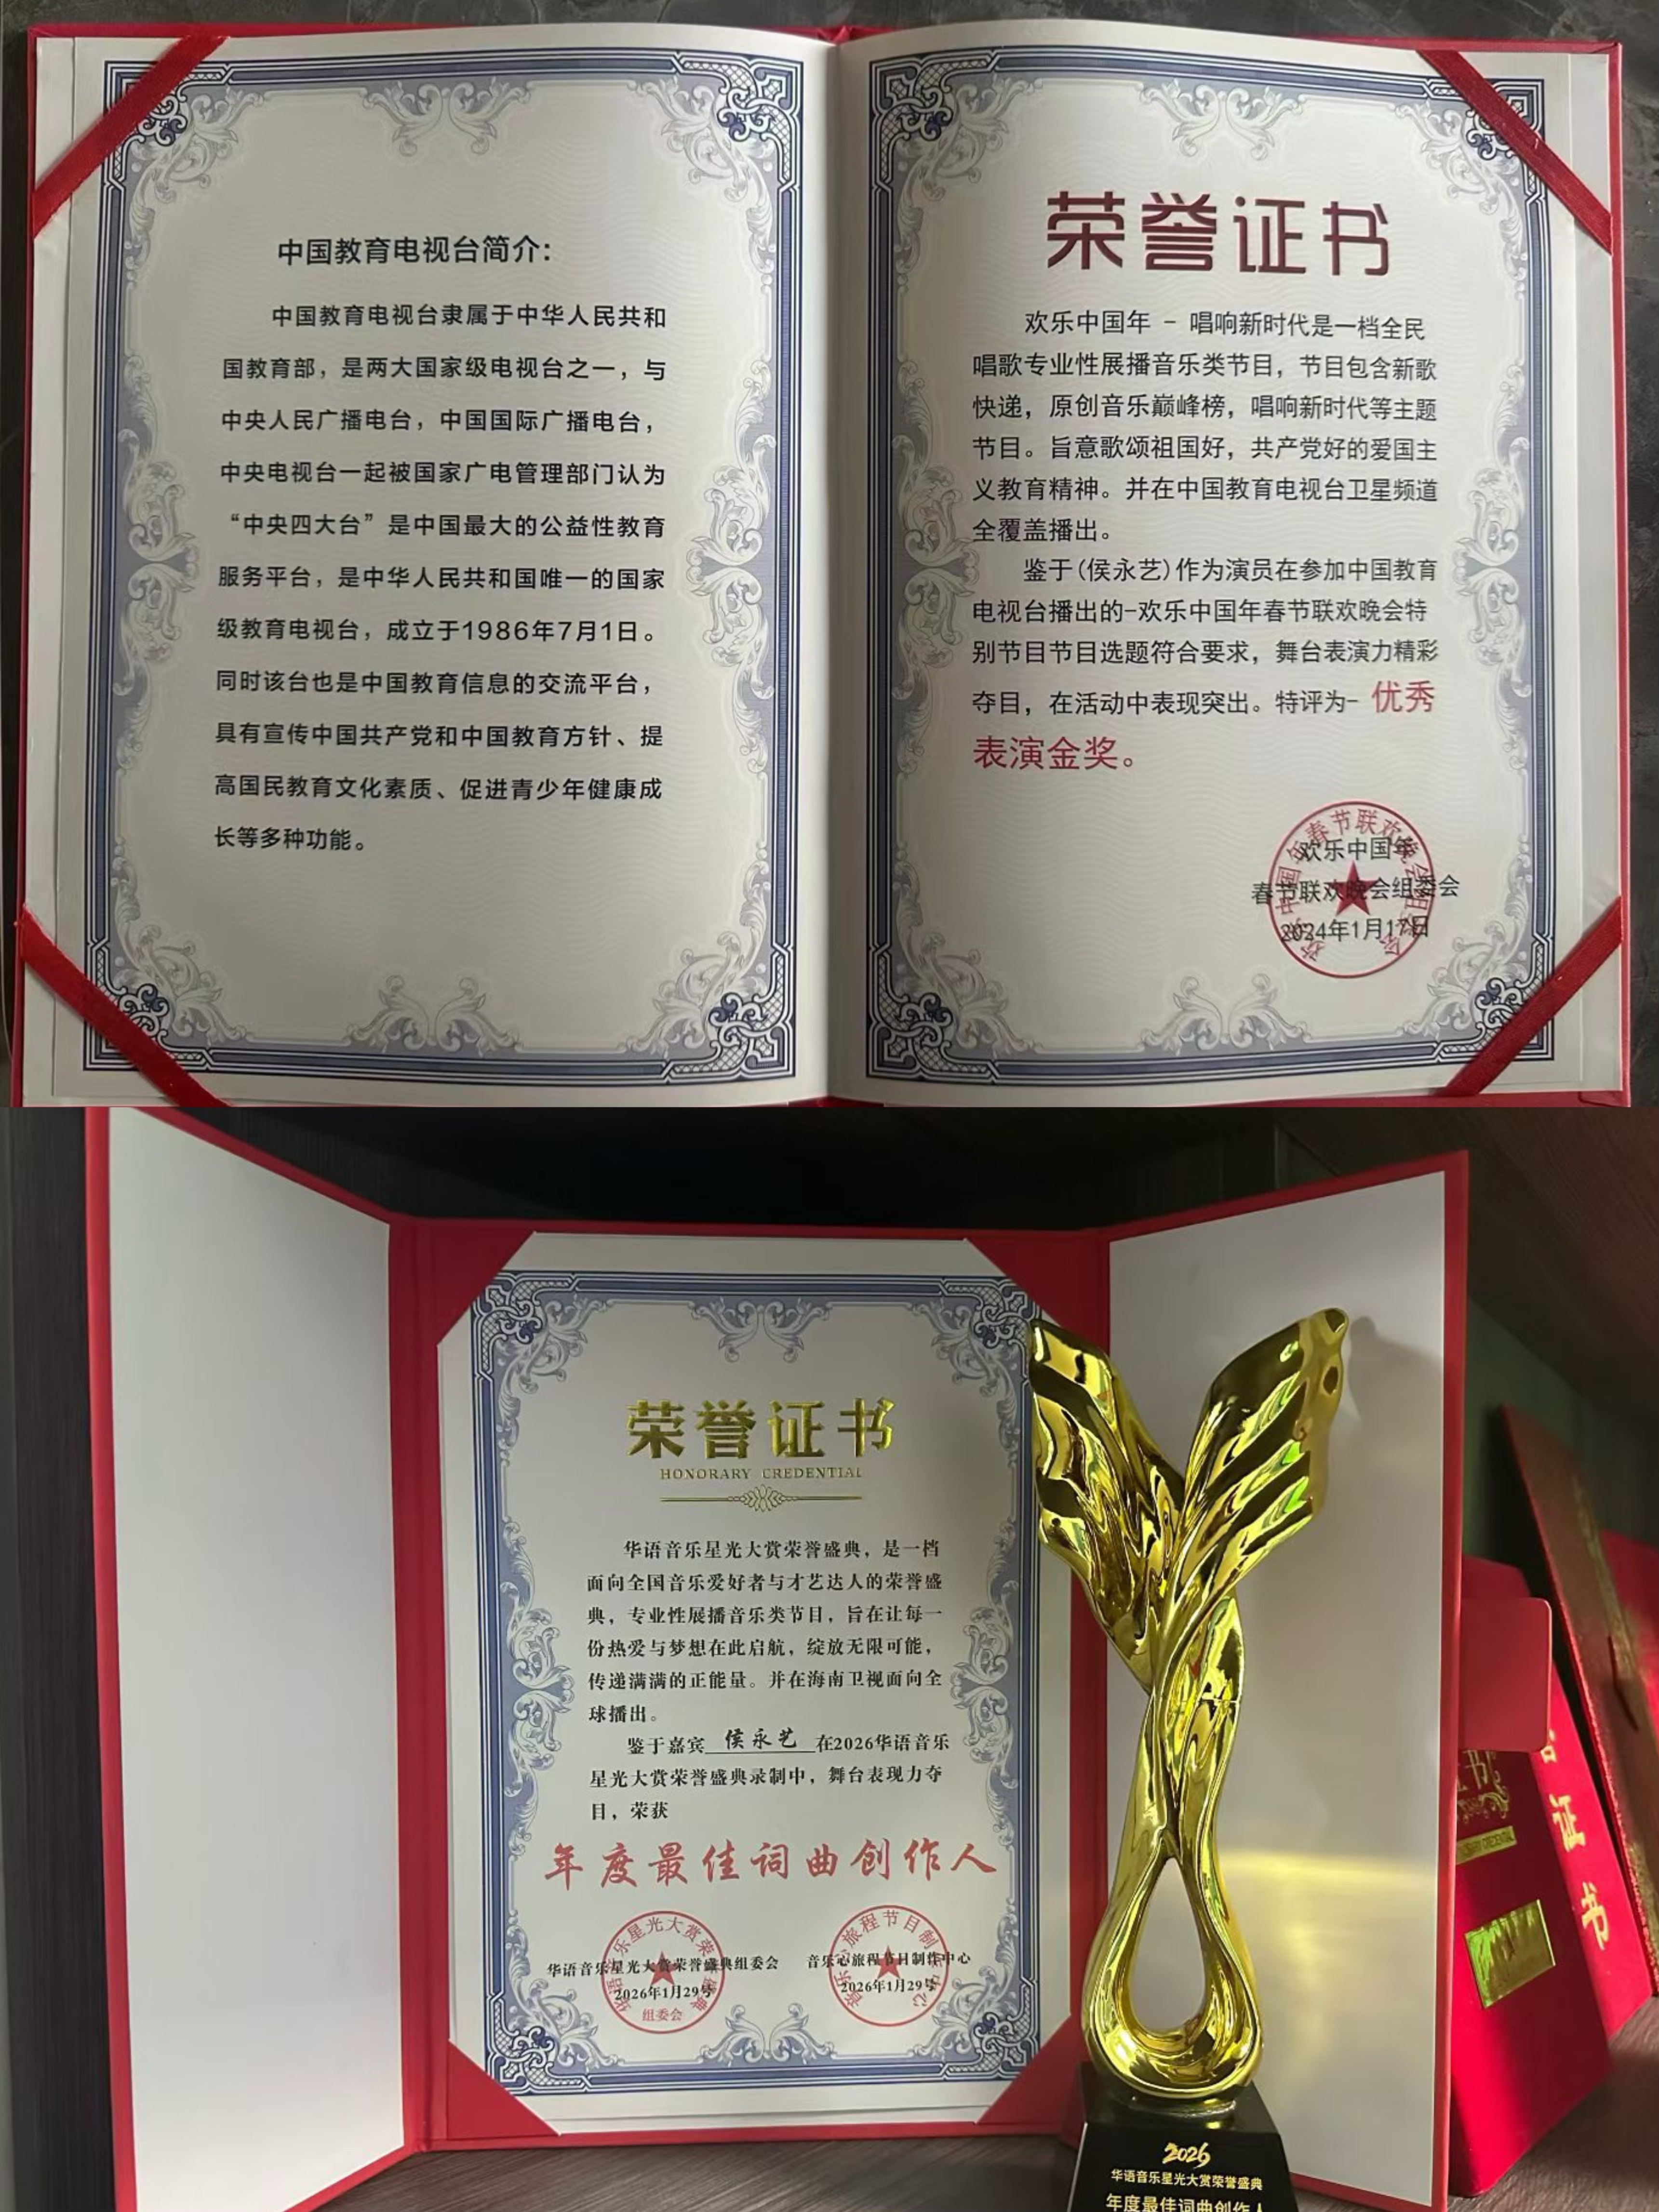 中国教育电视台简介：
中国教育电视台隶属于中华人民共和
国教育部，是两大国家级电视台之一，与
中央人民广播电台，中国国际广播电台，
中央电视台一起被国家广电管理部门认为
“中央四大台”是中国最大的公益性教育
服务平台，是中华人民共和国唯一的国家
级教育电视台，成立于1986年7月1日。
同时该台也是中国教育信息的交流平台，
具有宣传中国共产党和中国教育方针、提
高国民教育文化素质、促进青少年健康成
长等多种功能。
荣誉证书
欢乐中国年 - 唱响新时代是一档全民
唱歌专业性展播音乐类节目，节目包含新歌
快递，原创音乐巅峰榜，唱响新时代等主题
节目。旨意歌颂祖国好，共产党好的爱国主
义教育精神。并在中国教育电视台卫星频道
全覆盖播出。
鉴于(侯永艺)作为演员在参加中国教育
电视台播出的-欢乐中国年春节联欢晚会特
别节目节目选题符合要求，舞台表演力精彩
夺目，在活动中表现突出。特评为- 优秀
表演金奖。
欢乐中国年
春节联欢晚会组委会
2024年1月17日
荣誉证书
HONORARY CREDENTIAL
华语音乐星光大赏荣誉盛典，是一档
面向全国音乐爱好者与才艺达人的荣誉盛
典，专业性展播音乐类节目，旨在让每一
份热爱与梦想在此启航，绽放无限可能，
传递满满的正能量。并在海南卫视面向全
球播出。
鉴于嘉宾 侯永艺 在2026华语音乐
星光大赏荣誉盛典录制中，舞台表现力夺
目，荣获
年度最佳词曲创作人
华语音乐星光大赏荣誉盛典组委会
2026年1月29号
组委会
音乐心旅程节目制作中心
2026年1月29号
2026
华语音乐星光大赏荣誉盛典
年度最佳词曲创作人
证书